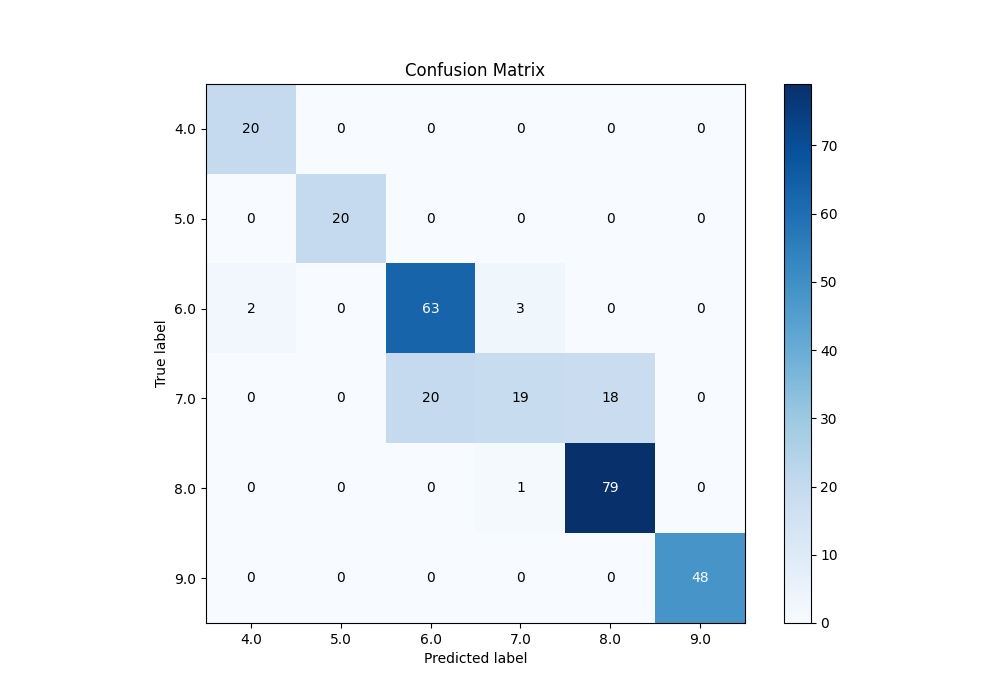 Confusion Matrix
4.0 20 0 0 0 0 0
5.0 0 20 0 0 0 0
6.0 2 0 63 3 0 0
7.0 0 0 20 19 18 0
8.0 0 0 0 1 79 0
9.0 0 0 0 0 0 48
4.0 5.0 6.0 7.0 8.0 9.0
Predicted label
True label
70
60
50
40
30
20
10
0